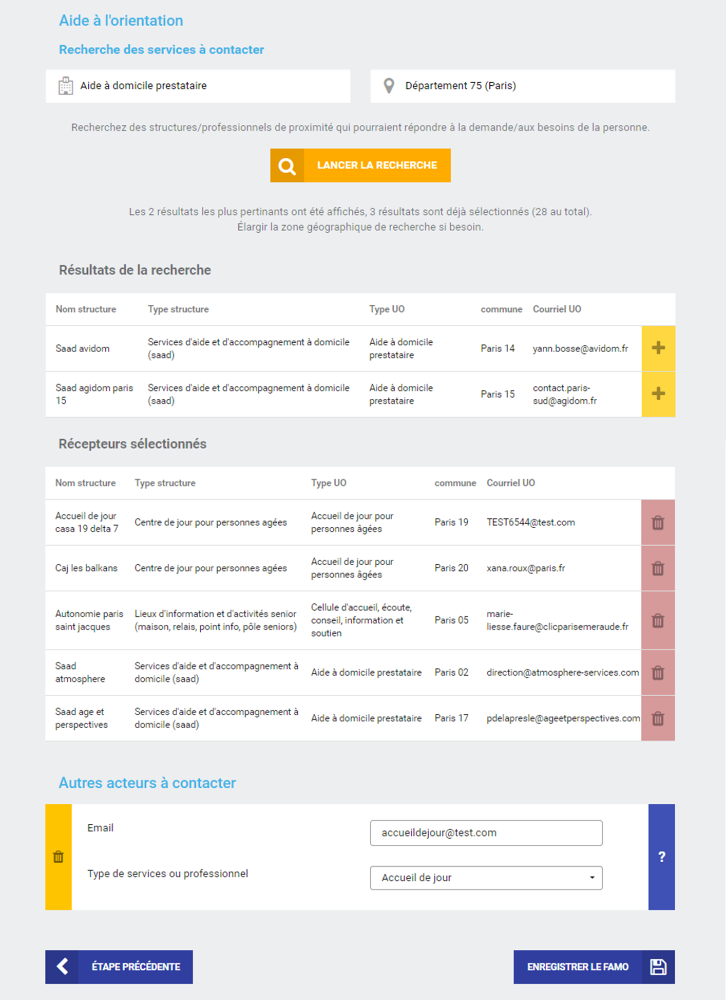 Aide à l'orientation
Recherche des services à contacter
Aide à domicile prestataire
Département 75 (Paris)
Recherchez des structures/professionnels de proximité qui pourraient répondre à la demande/aux besoins de la personne.
LANCER LA RECHERCHE
Les 2 résultats les plus pertinants ont été affichés, 3 résultats sont déjà sélectionnés (28 au total).
Élargir la zone géographique de recherche si besoin.
Résultats de la recherche
Nom structure Type structure Type UO commune Courriel UO
Saad avidom
Services d'aide et d'accompagnement à domicile
(saad)
Aide à domicile
prestataire
Paris 14
yann.bosse@avidom.fr
Saad agidom paris
15
Services d'aide et d'accompagnement à domicile
(saad)
Aide à domicile
prestataire
Paris 15
contact.paris-
sud@agidom.fr
Récepteurs sélectionnés
Nom structure Type structure Type UO commune Courriel UO
Accueil de jour
casa 19 delta 7
Centre de jour pour personnes agées
Accueil de jour pour
personnes âgées
Paris 19
TEST6544@test.com
Caj les balkans
Centre de jour pour personnes agées
Accueil de jour pour
personnes âgées
Paris 20
xana.roux@paris.fr
Autonomie paris
saint jacques
Lieux d'information et d'activités senior
(maison, relais, point info, pôle seniors)
Cellule d'accueil, écoute,
conseil, information et
soutien
Paris 05
marie-
liesse.faure@clicparisemeraude.fr
Saad
atmosphere
Services d'aide et d'accompagnement à
domicile (saad)
Aide à domicile prestataire
Paris 02
direction@atmosphere-services.com
Saad age et
perspectives
Services d'aide et d'accompagnement à
domicile (saad)
Aide à domicile prestataire
Paris 17
pdelapresle@ageetperspectives.com
Autres acteurs à contacter
Email
accueildejour@test.com
?
Type de services ou professionnel
Accueil de jour
ÉTAPE PRÉCÉDENTE
ENREGISTRER LE FAMO